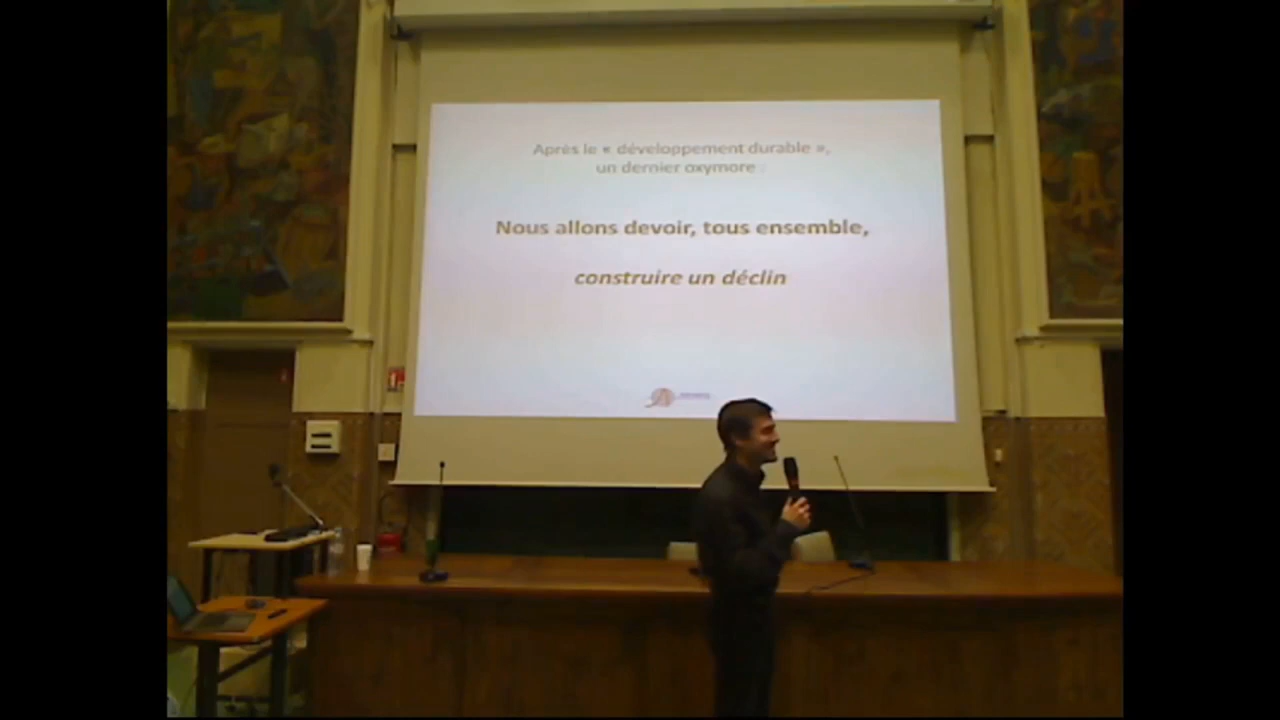 Après le « développement durable »,
un dernier oxymore :
Nous allons devoir, tous ensemble,
construire un déclin